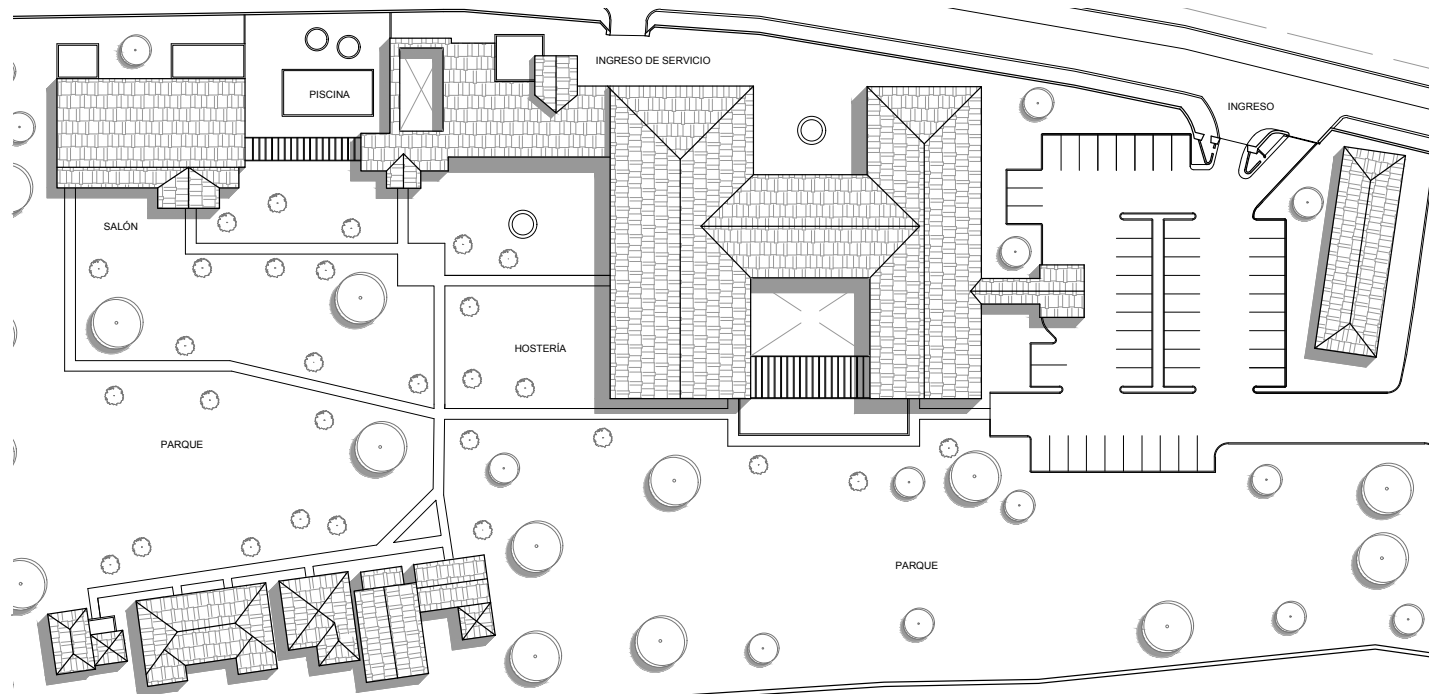 INGRESO DE SERVICIO
PISCINA
INGRESO
SALÓN
HOSTERÍA
PARQUE
PARQUE